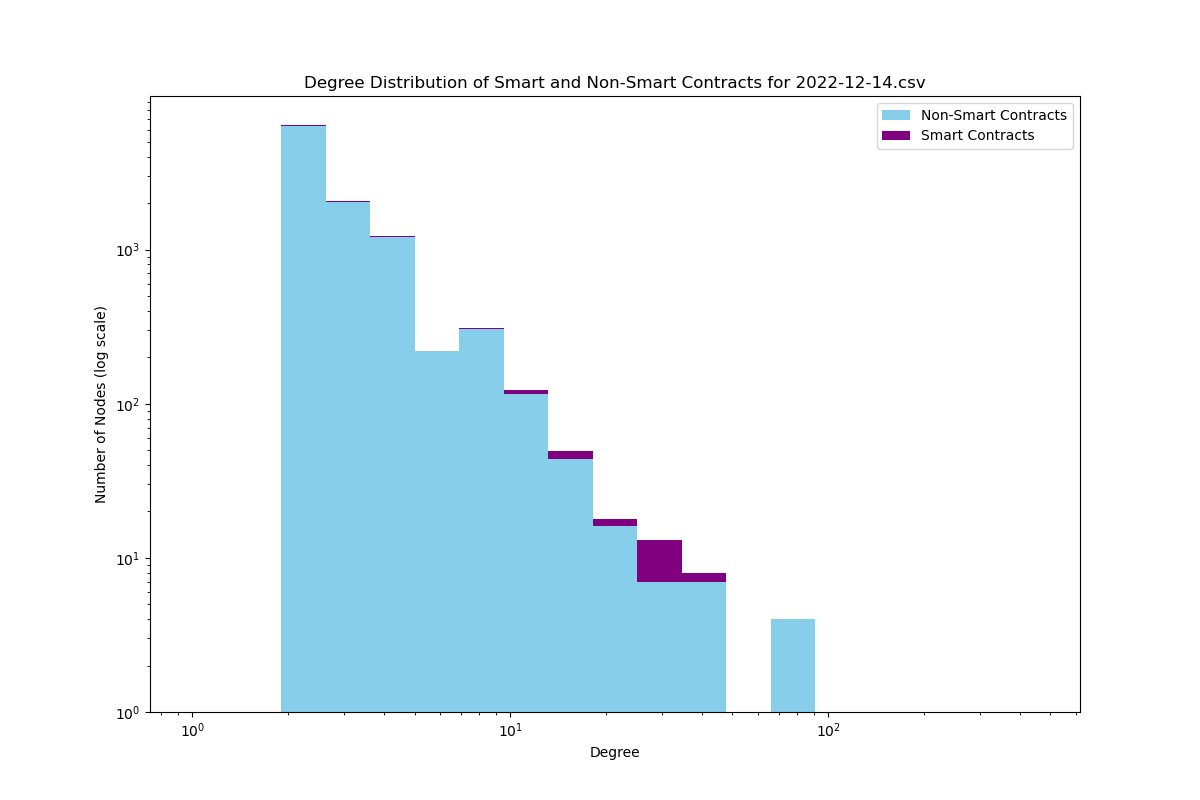 Degree Distribution of Smart and Non-Smart Contracts for 2022-12-14.csv
Non-Smart Contracts
Smart Contracts
Number of Nodes (log scale)
10³
10²
10¹
10⁰
10⁰ 10¹ 10²
Degree